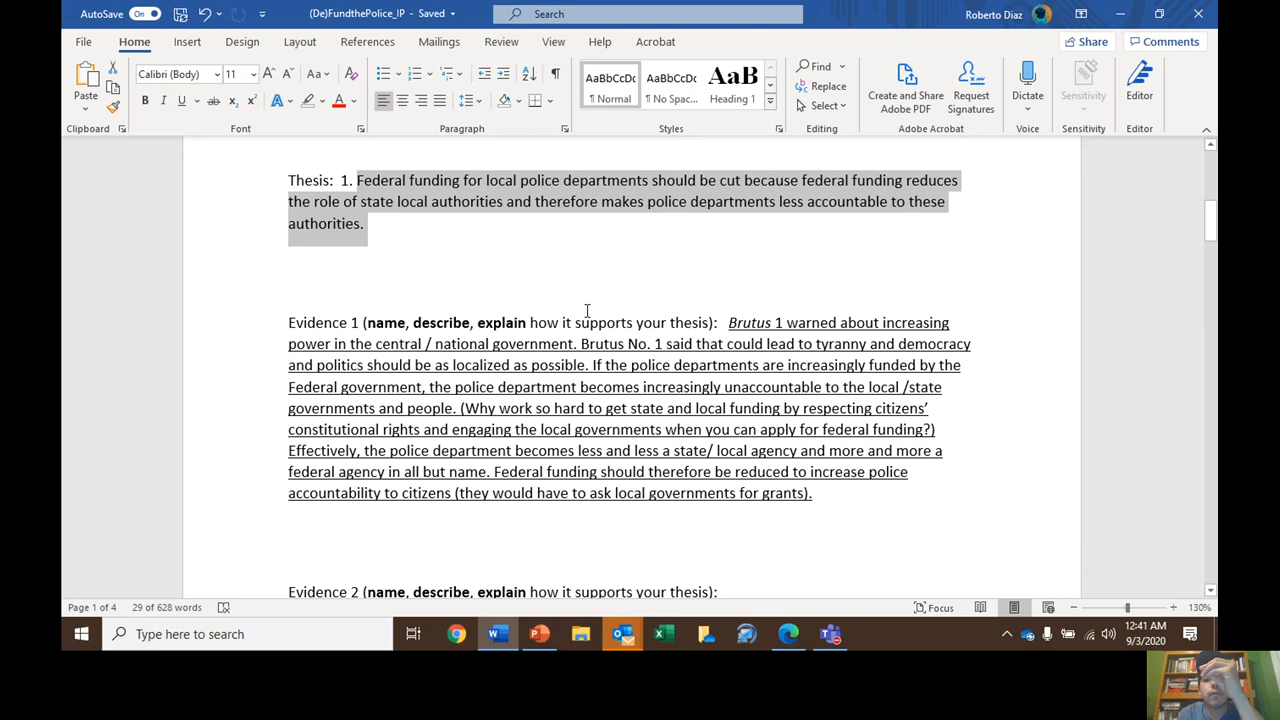 AutoSave On (De)FundthePolice_IP - Saved Search Roberto Diaz
File Home Insert Design Layout References Mailings Review View Help Acrobat Share Comments
Paste Calibri (Body) 11 AaBbCcDc AaBbCcDc AaB Find Replace Select Create and Share Adobe PDF Request Signatures Dictate Sensitivity Editor
¶ Normal ¶ No Spac... Heading 1
Clipboard Font Paragraph Styles Editing Adobe Acrobat Voice Sensitivity Editor
Thesis: 1. Federal funding for local police departments should be cut because federal funding reduces
the role of state local authorities and therefore makes police departments less accountable to these
authorities.
Evidence 1 (name, describe, explain how it supports your thesis): Brutus 1 warned about increasing
power in the central / national government. Brutus No. 1 said that could lead to tyranny and democracy
and politics should be as localized as possible. If the police departments are increasingly funded by the
Federal government, the police department becomes increasingly unaccountable to the local /state
governments and people. (Why work so hard to get state and local funding by respecting citizens’
constitutional rights and engaging the local governments when you can apply for federal funding?)
Effectively, the police department becomes less and less a state/ local agency and more and more a
federal agency in all but name. Federal funding should therefore be reduced to increase police
accountability to citizens (they would have to ask local governments for grants).
Evidence 2 (name, describe, explain how it supports your thesis):
Page 1 of 4 29 of 628 words Focus 130%
Type here to search 12:41 AM
9/3/2020